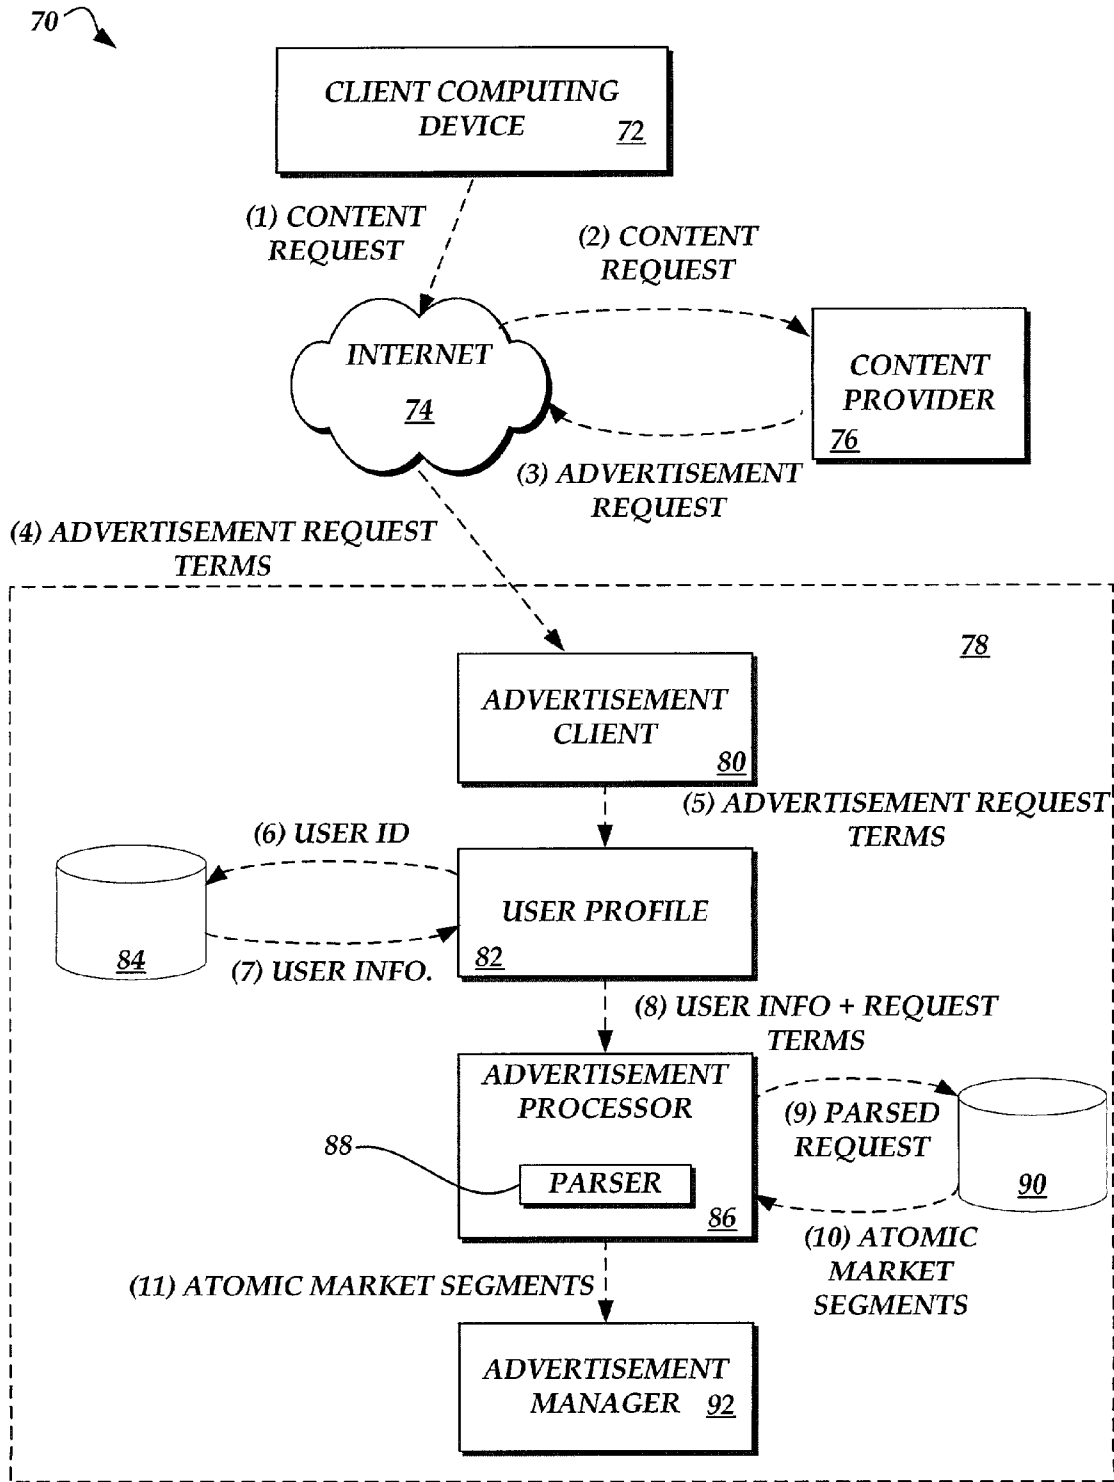 70
CLIENT COMPUTING
DEVICE
72
(1) CONTENT
REQUEST
(2) CONTENT
REQUEST
INTERNET
74
CONTENT
PROVIDER
76
(3) ADVERTISEMENT
REQUEST
(4) ADVERTISEMENT REQUEST
TERMS
78
ADVERTISEMENT
CLIENT
80
(5) ADVERTISEMENT REQUEST
TERMS
(6) USER ID
84
USER PROFILE
82
(7) USER INFO.
(8) USER INFO + REQUEST
TERMS
ADVERTISEMENT
PROCESSOR
88
PARSER
86
(9) PARSED
REQUEST
90
(10) ATOMIC
MARKET
SEGMENTS
(11) ATOMIC MARKET SEGMENTS
ADVERTISEMENT
MANAGER
92